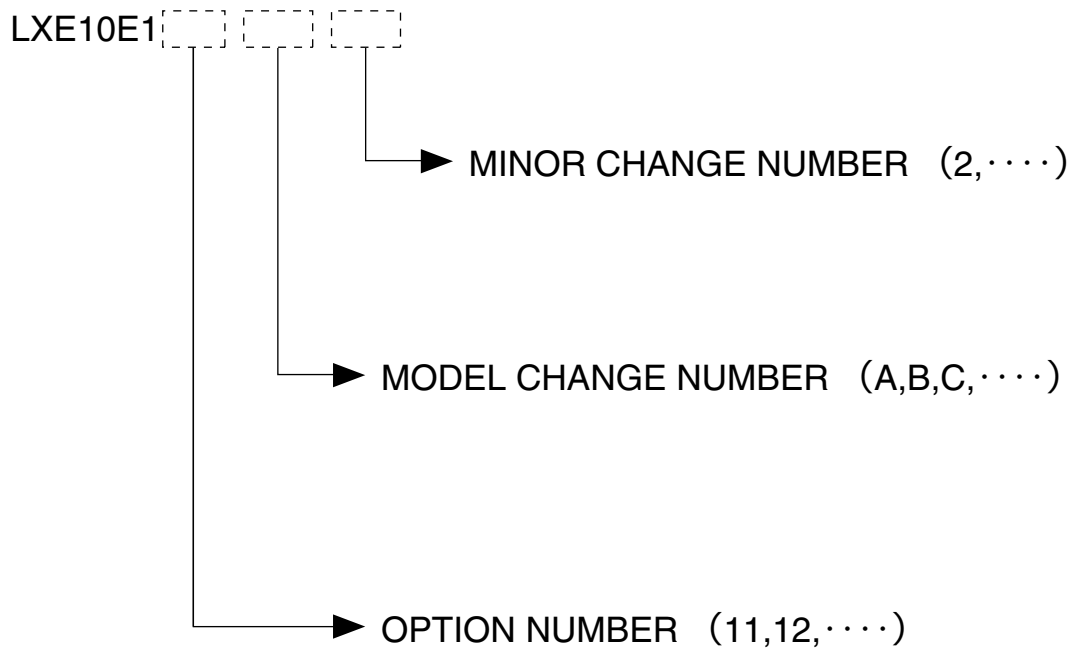 LXE10E1
MINOR CHANGE NUMBER （2,････）
MODEL CHANGE NUMBER （A,B,C,････）
OPTION NUMBER （11,12,････）